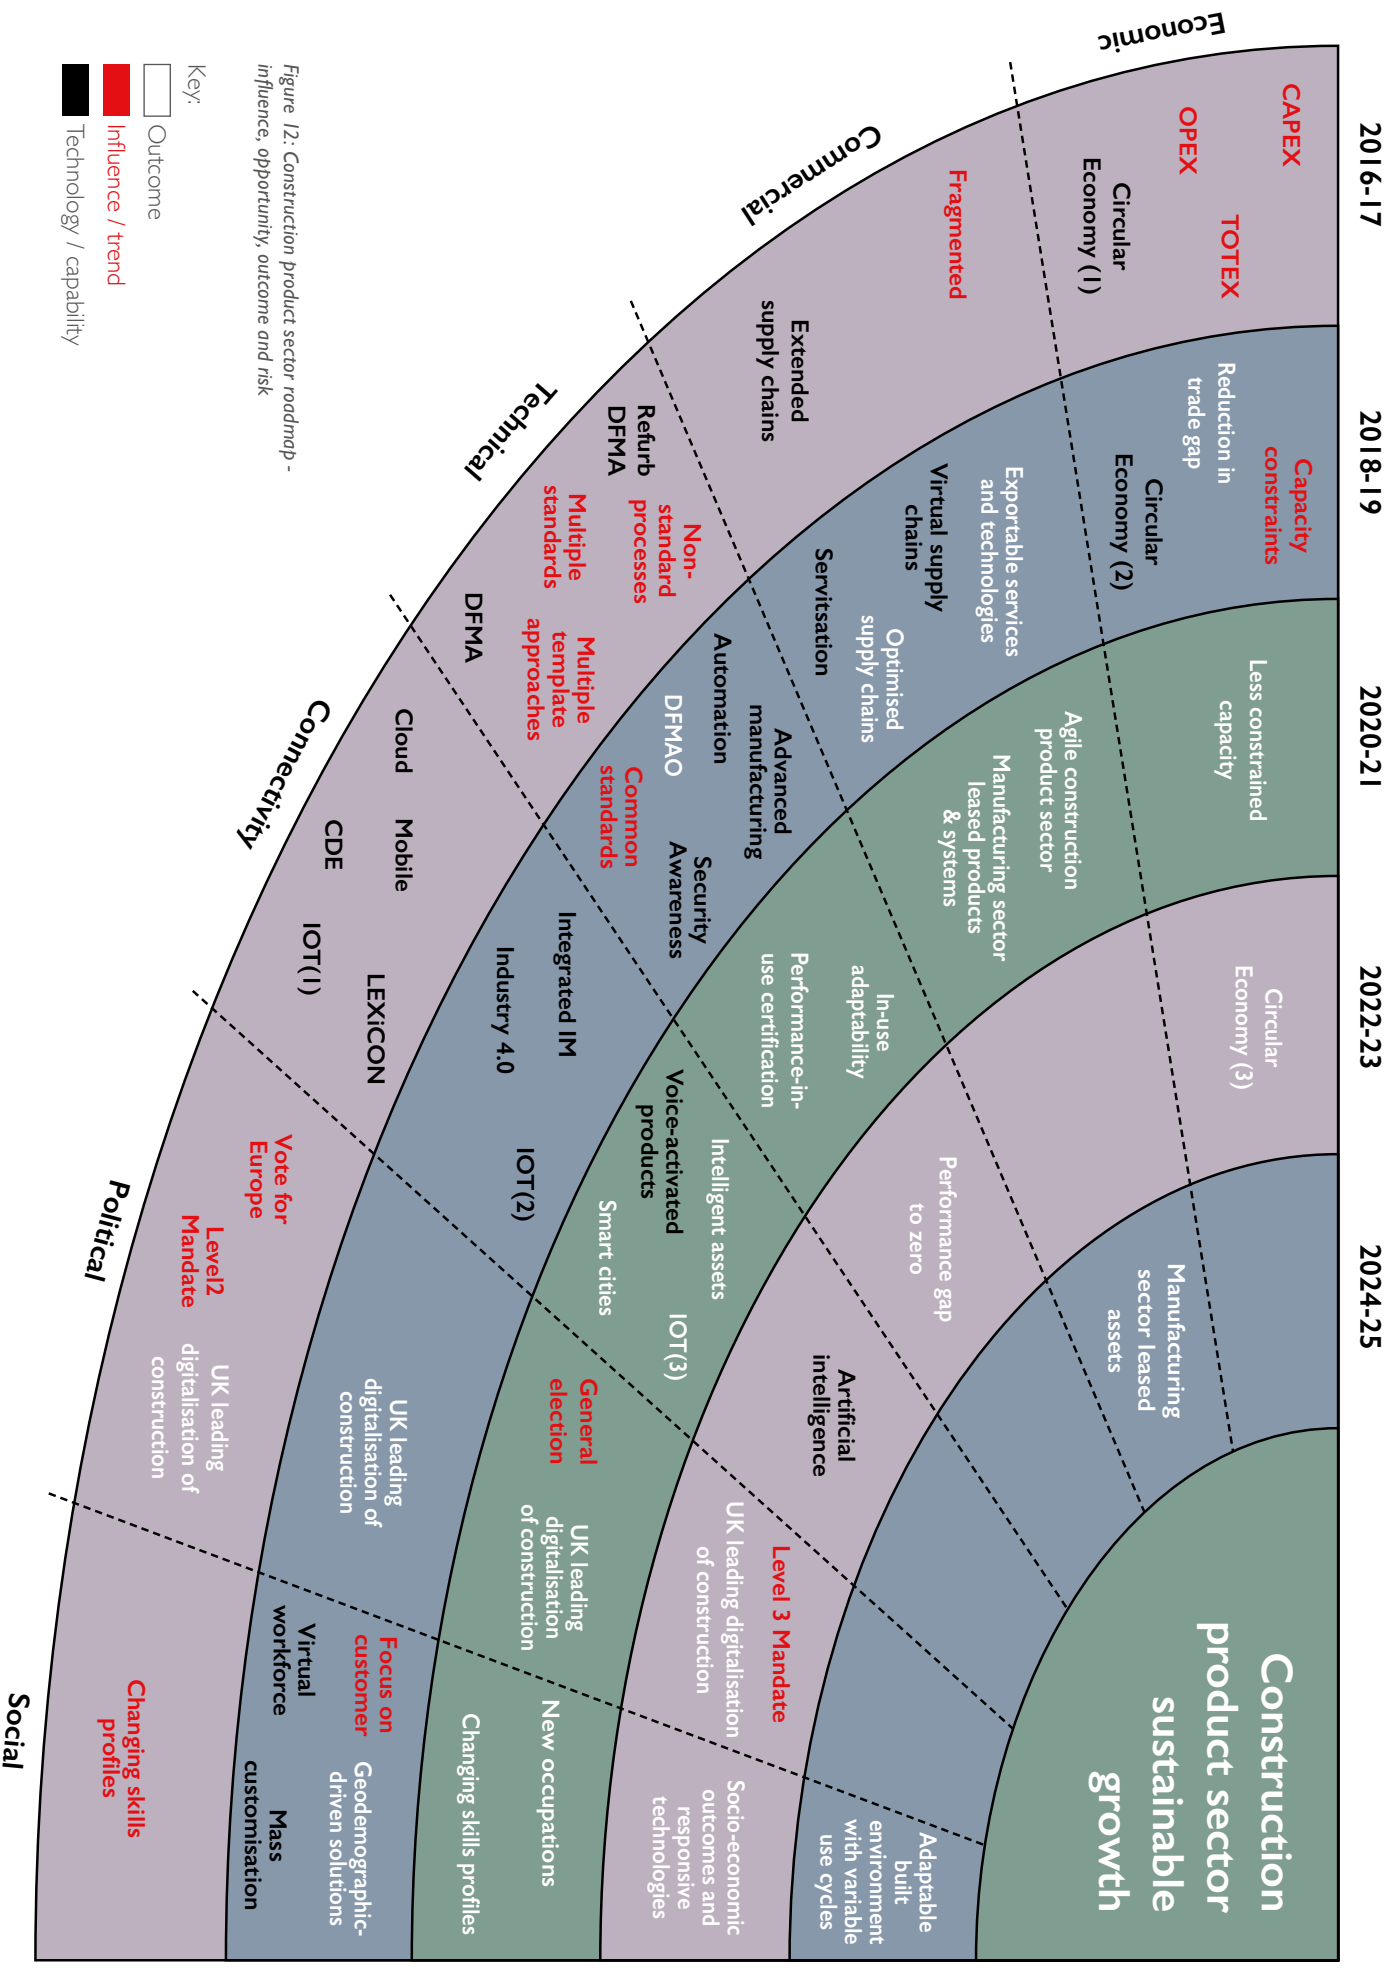 2016-17
2018-19
2020-21
2022-23
2024-25
Economic
CAPEX
OPEX
TOTEX
Circular
Economy (1)
Capacity
constraints
Reduction in
trade gap
Circular
Economy (2)
Less constrained
capacity
Circular
Economy (3)
Commercial
Fragmented
Extended
supply chains
Exportable services
and technologies
Virtual supply
chains
Optimised
supply chains
Servitsation
Agile construction
product sector
Manufacturing sector
leased products
& systems
Manufacturing
sector leased
assets
Technical
Refurb
DFMA
Non-
standard
processes
Multiple
standards
Multiple
template
approaches
DFMA
Automation
Advanced
manufacturing
DFMAO
Common
standards
Security
Awareness
In-use
adaptability
Performance-in-
use certification
Performance gap
to zero
Connectivity
Cloud
Mobile
CDE
IOT(1)
LEXiCON
Integrated IM
Industry 4.0
IOT(2)
Voice-activated
products
Intelligent assets
Smart cities
IOT(3)
Artificial
intelligence
Political
Vote for
Europe
Level2
Mandate
UK leading
digitalisation of
construction
UK leading
digitalisation of
construction
General
election
UK leading
digitalisation
of construction
Level 3 Mandate
UK leading digitalisation
of construction
Social
Changing skills
profiles
Focus on
customer
Virtual
workforce
Geodemographic-
driven solutions
Mass
customisation
New occupations
Changing skills profiles
Socio-economic
outcomes and
responsive
technologies
Adaptable
built
environment
with variable
use cycles
Construction
product sector
sustainable
growth
Figure 12: Construction product sector roadmap -
influence, opportunity, outcome and risk
Key:
Outcome
Influence / trend
Technology / capability